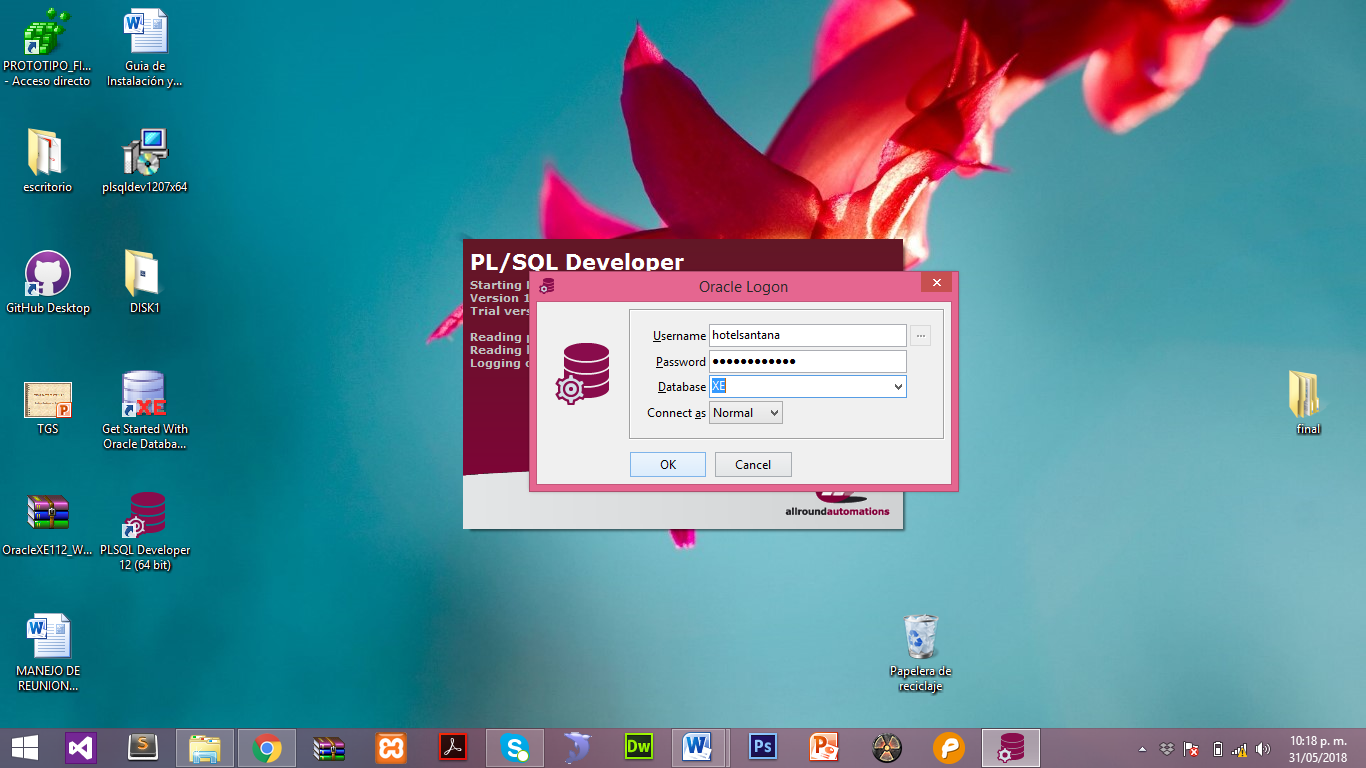 PROTOTIPO_FI...
- Acceso directo
Guia de
Instalación y...
escritorio
plsqldev1207x64
GitHub Desktop
DISK1
TGS
Get Started With
Oracle Databa...
XE
OracleXE112_W...
PLSQL Developer
12 (64 bit)
MANEJO DE
REUNION...
PL/SQL Developer
Starting
Version 1
Trial vers
Reading
Reading
Logging
Oracle Logon
Username hotelsantana
Password ●●●●●●●●●●●●
Database XE
Connect as Normal
OK Cancel
allroundautomations
final
Papelera de
reciclaje
Dw
Ps
10:18 p. m.
31/05/2018